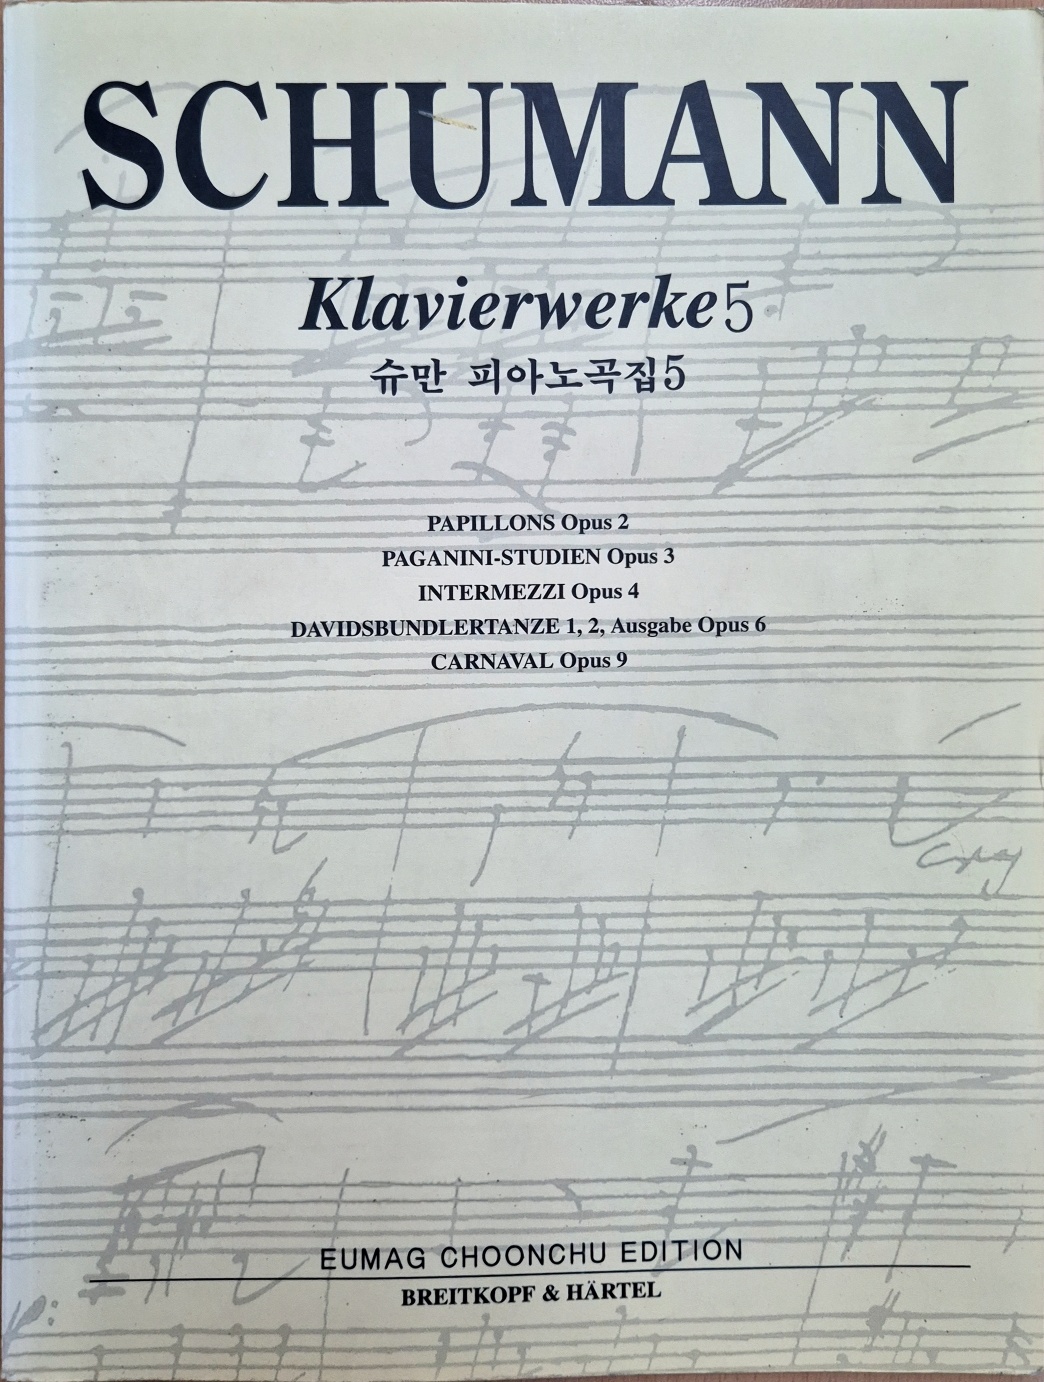 SCHUMANN
Klavierwerke5
슈만 피아노곡집5
PAPILLONS Opus 2
PAGANINI-STUDIEN Opus 3
INTERMEZZI Opus 4
DAVIDSBUNDLERTANZE 1, 2, Ausgabe Opus 6
CARNAVAL Opus 9
EUMAG CHOONCHU EDITION
BREITKOPF & HÄRTEL